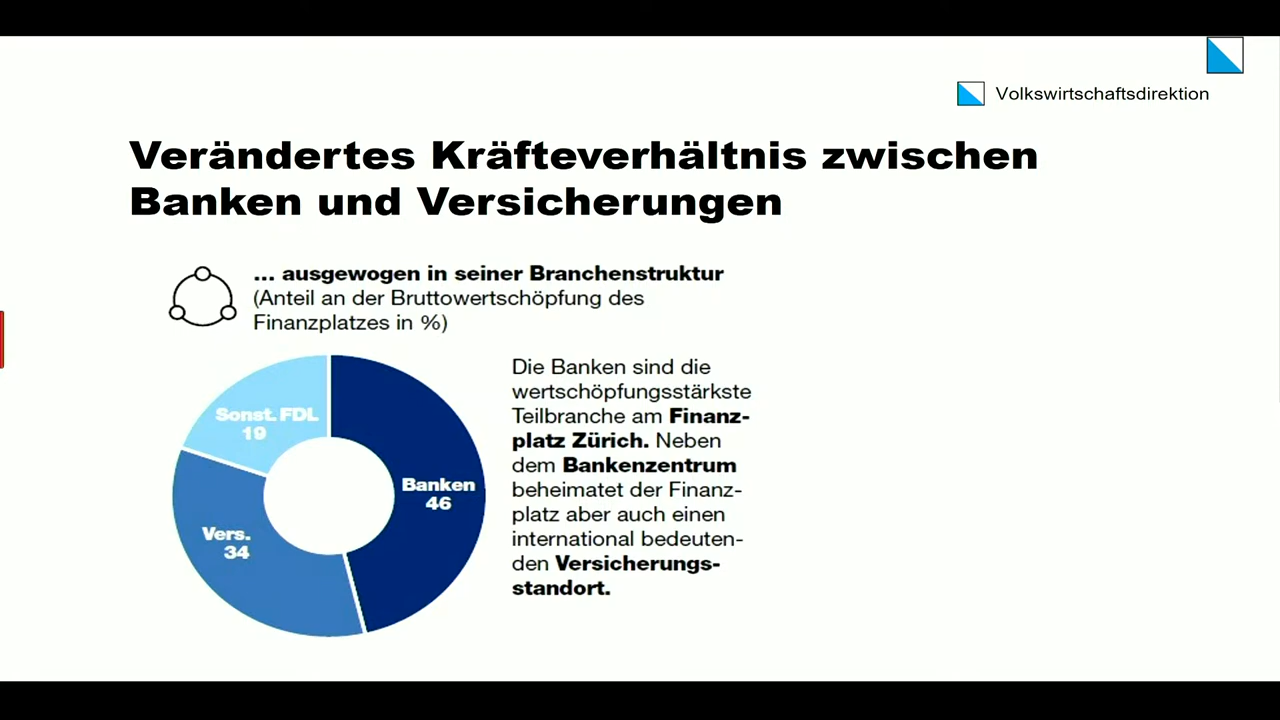 Volkswirtschaftsdirektion
Verändertes Kräfteverhältnis zwischen
Banken und Versicherungen
... ausgewogen in seiner Branchenstruktur
(Anteil an der Bruttowertschöpfung des
Finanzplatzes in %)
Sonst. FDL
19
Banken
46
Vers.
34
Die Banken sind die
wertschöpfungsstärkste
Teilbranche am Finanz-
platz Zürich. Neben
dem Bankenzentrum
beheimatet der Finanz-
platz aber auch einen
international bedeuten-
den Versicherungs-
standort.